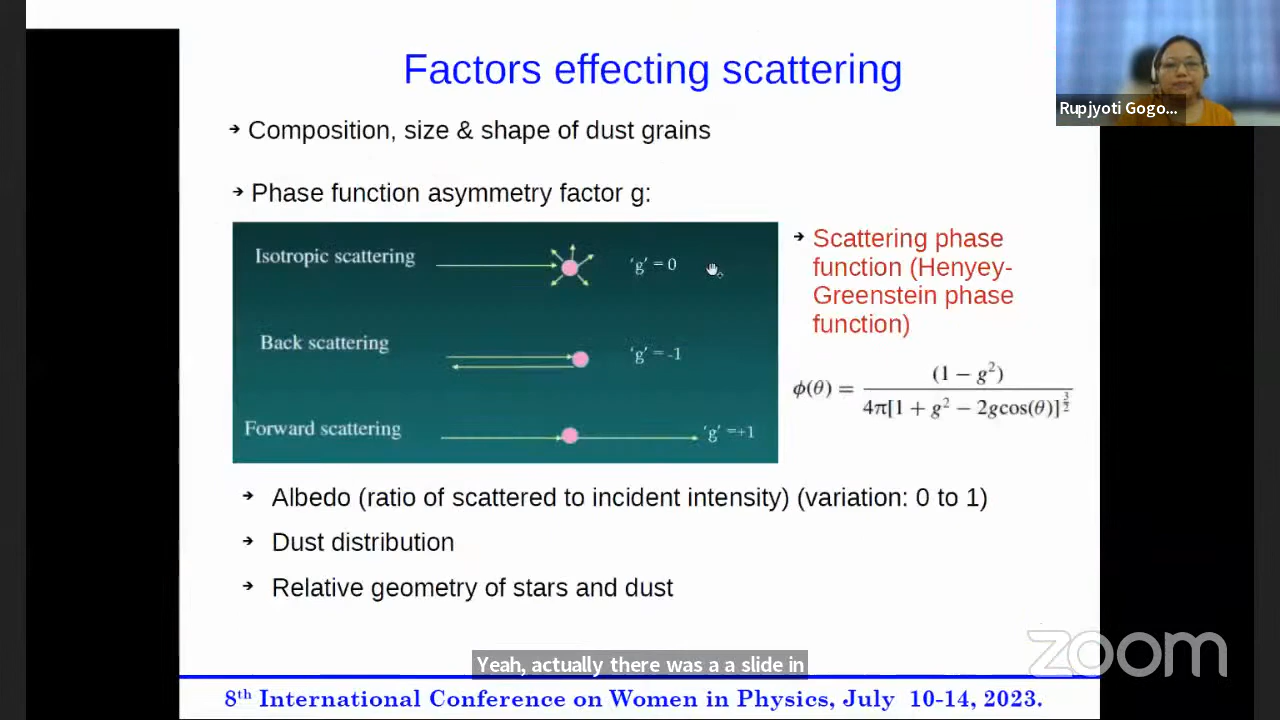 Factors effecting scattering
Rupjyoti Gogo...
➔ Composition, size & shape of dust grains
➔ Phase function asymmetry factor g:
Isotropic scattering
'g' = 0
Back scattering
'g' = -1
Forward scattering
'g' =+1
➔ Scattering phase
function (Henyey-
Greenstein phase
function)
ϕ(θ) = (1 − g²) / 4π[1 + g² − 2gcos(θ)]^(3/2)
➔ Albedo (ratio of scattered to incident intensity) (variation: 0 to 1)
➔ Dust distribution
➔ Relative geometry of stars and dust
zoom
Yeah, actually there was a a slide in
8th International Conference on Women in Physics, July 10-14, 2023.